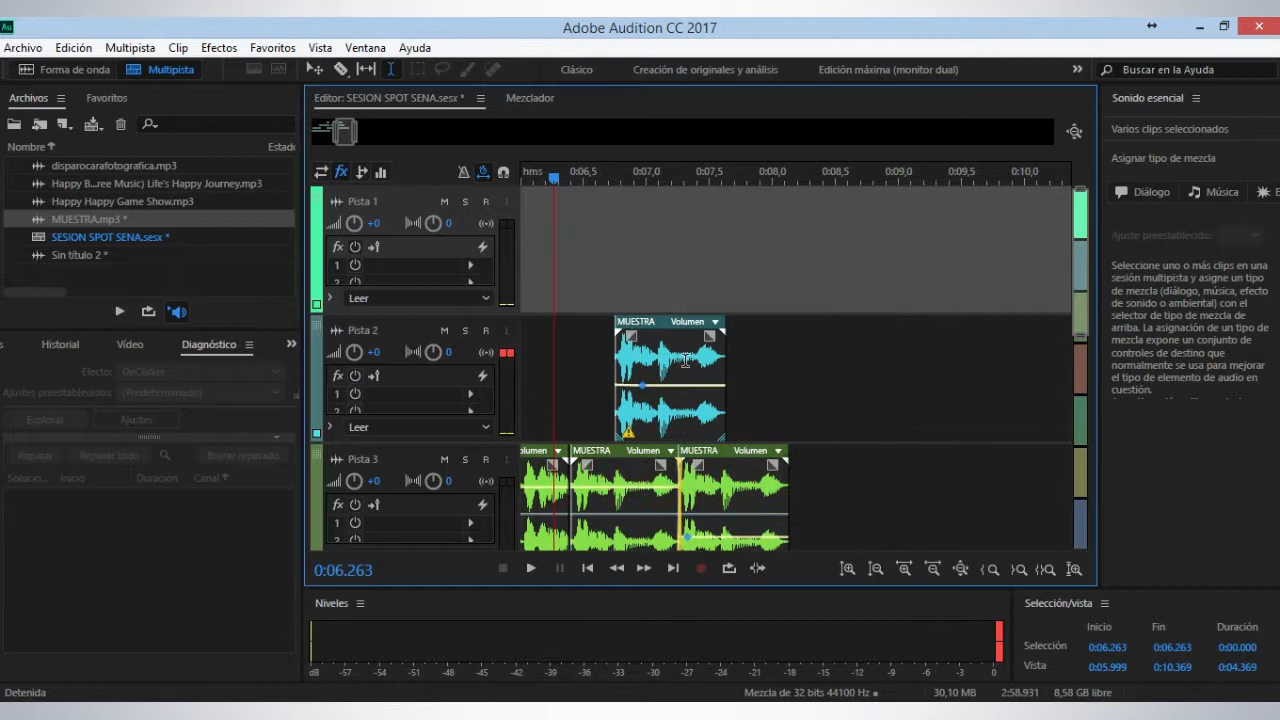 Au
Adobe Audition CC 2017
Archivo Edición Multipista Clip Efectos Favoritos Vista Ventana Ayuda
Forma de onda Multipista Clásico Creación de originales y análisis Edición máxima (monitor dual) Buscar en la Ayuda
Archivos Favoritos
Nombre Estado
disparocarafotografica.mp3
Happy B...ree Music) Life's Happy Journey.mp3
Happy Happy Game Show.mp3
MUESTRA.mp3 *
SESION SPOT SENA.sesx *
Sin título 2 *
Historial Vídeo Diagnóstico
Efecto: DeClicker
Ajustes preestablecidos: (Predeterminado)
Explorar Ajustes
Reparar Reparar todo Borrar reparado
Solucio... Inicio Duración Canal
Editor: SESION SPOT SENA.sesx * Mezclador
hms 0:06,5 0:07,0 0:07,5 0:08,0 0:08,5 0:09,0 0:09,5 0:10,0
Pista 1 M S R I
+0 0
fx
1
2
Leer
Pista 2 M S R I
+0 0
fx
1
2
Leer
MUESTRA Volumen
Pista 3 M S R I
+0 0
fx
1
2
olumen MUESTRA Volumen MUESTRA Volumen
0:06.263
Niveles
dB -57 -54 -51 -48 -45 -42 -39 -36 -33 -30 -27 -24 -21 -18 -15 -12 -9 -6 -3 0
Sonido esencial
Varios clips seleccionados
Asignar tipo de mezcla
Diálogo Música E
Ajuste preestablecido:
Seleccione uno o más clips en una
sesión multipista y asigne un tipo
de mezcla (diálogo, música, efecto
de sonido o ambiental) con el
selector de tipo de mezcla de
arriba. La asignación de un tipo de
mezcla expone un conjunto de
controles de destino que
normalmente se usa para mejorar
el tipo de elemento de audio en
cuestión.
Selección/vista
Inicio Fin Duración
Selección 0:06.263 0:06.263 0:00.000
Vista 0:05.999 0:10.369 0:04.369
Detenida Mezcla de 32 bits 44100 Hz 30,10 MB 2:58.931 8,58 GB libre